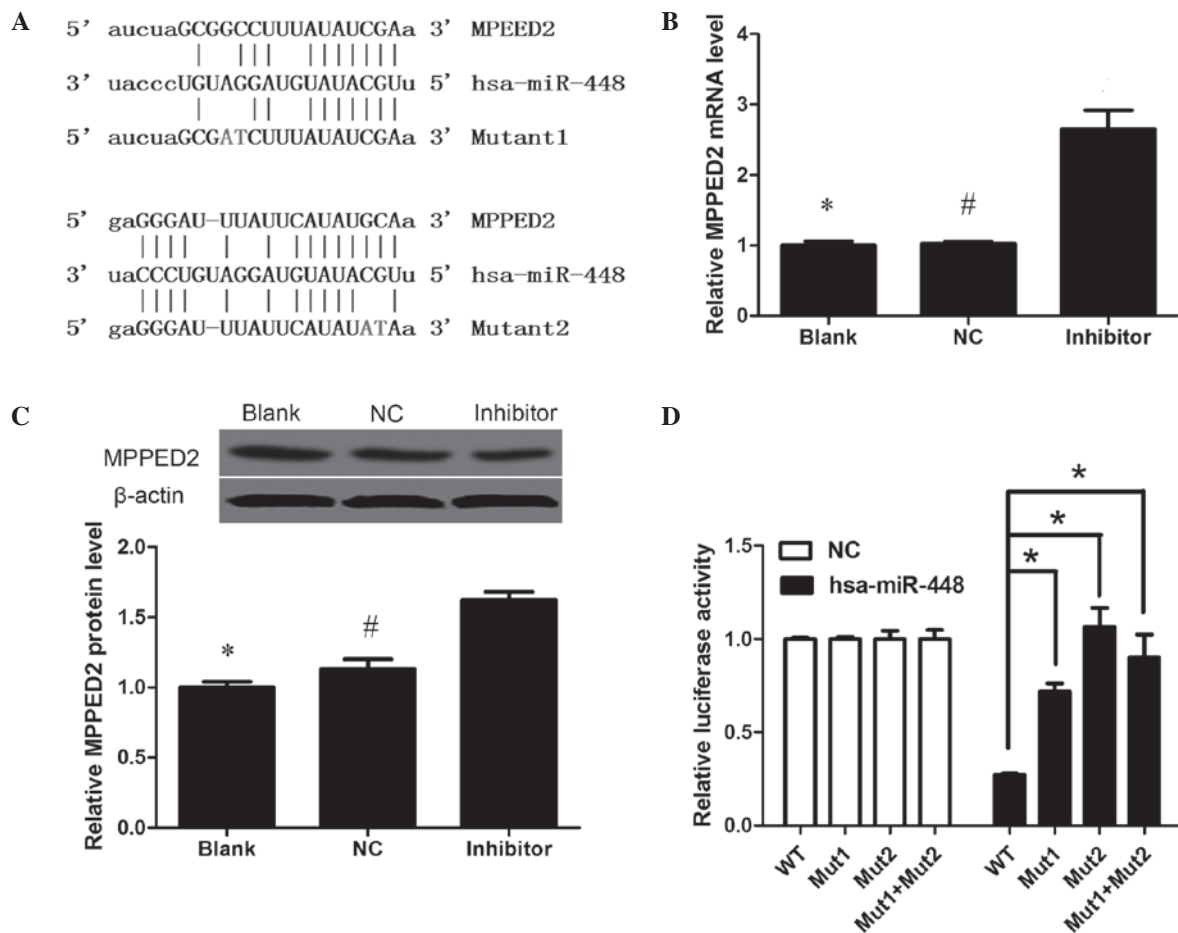 A
5' aucuaGCGGCCUUUAUAUCGAa 3' MPEED2
3' uacccUGUAGGAUGUAUACGUu 5' hsa-miR-448
5' aucuaGCGATCUUUAUAUCGAa 3' Mutant1
5' gaGGGAU-UUAUUCAUAUGCAa 3' MPPED2
3' uaCCCUGUAGGAUGUAUACGUu 5' hsa-miR-448
5' gaGGGAU-UUAUUCAUAUATAa 3' Mutant2
B
Relative MPPED2 mRNA level
4
3
2
1
0
*
#
Blank NC Inhibitor
C
Blank NC Inhibitor
MPPED2
β-actin
Relative MPPED2 protein level
2.0
1.5
1.0
0.5
0.0
*
#
Blank NC Inhibitor
D
Relative luciferase activity
1.5
1.0
0.5
0.0
NC
hsa-miR-448
*
*
*
WT Mut1 Mut2 Mut1+Mut2 WT Mut1 Mut2 Mut1+Mut2